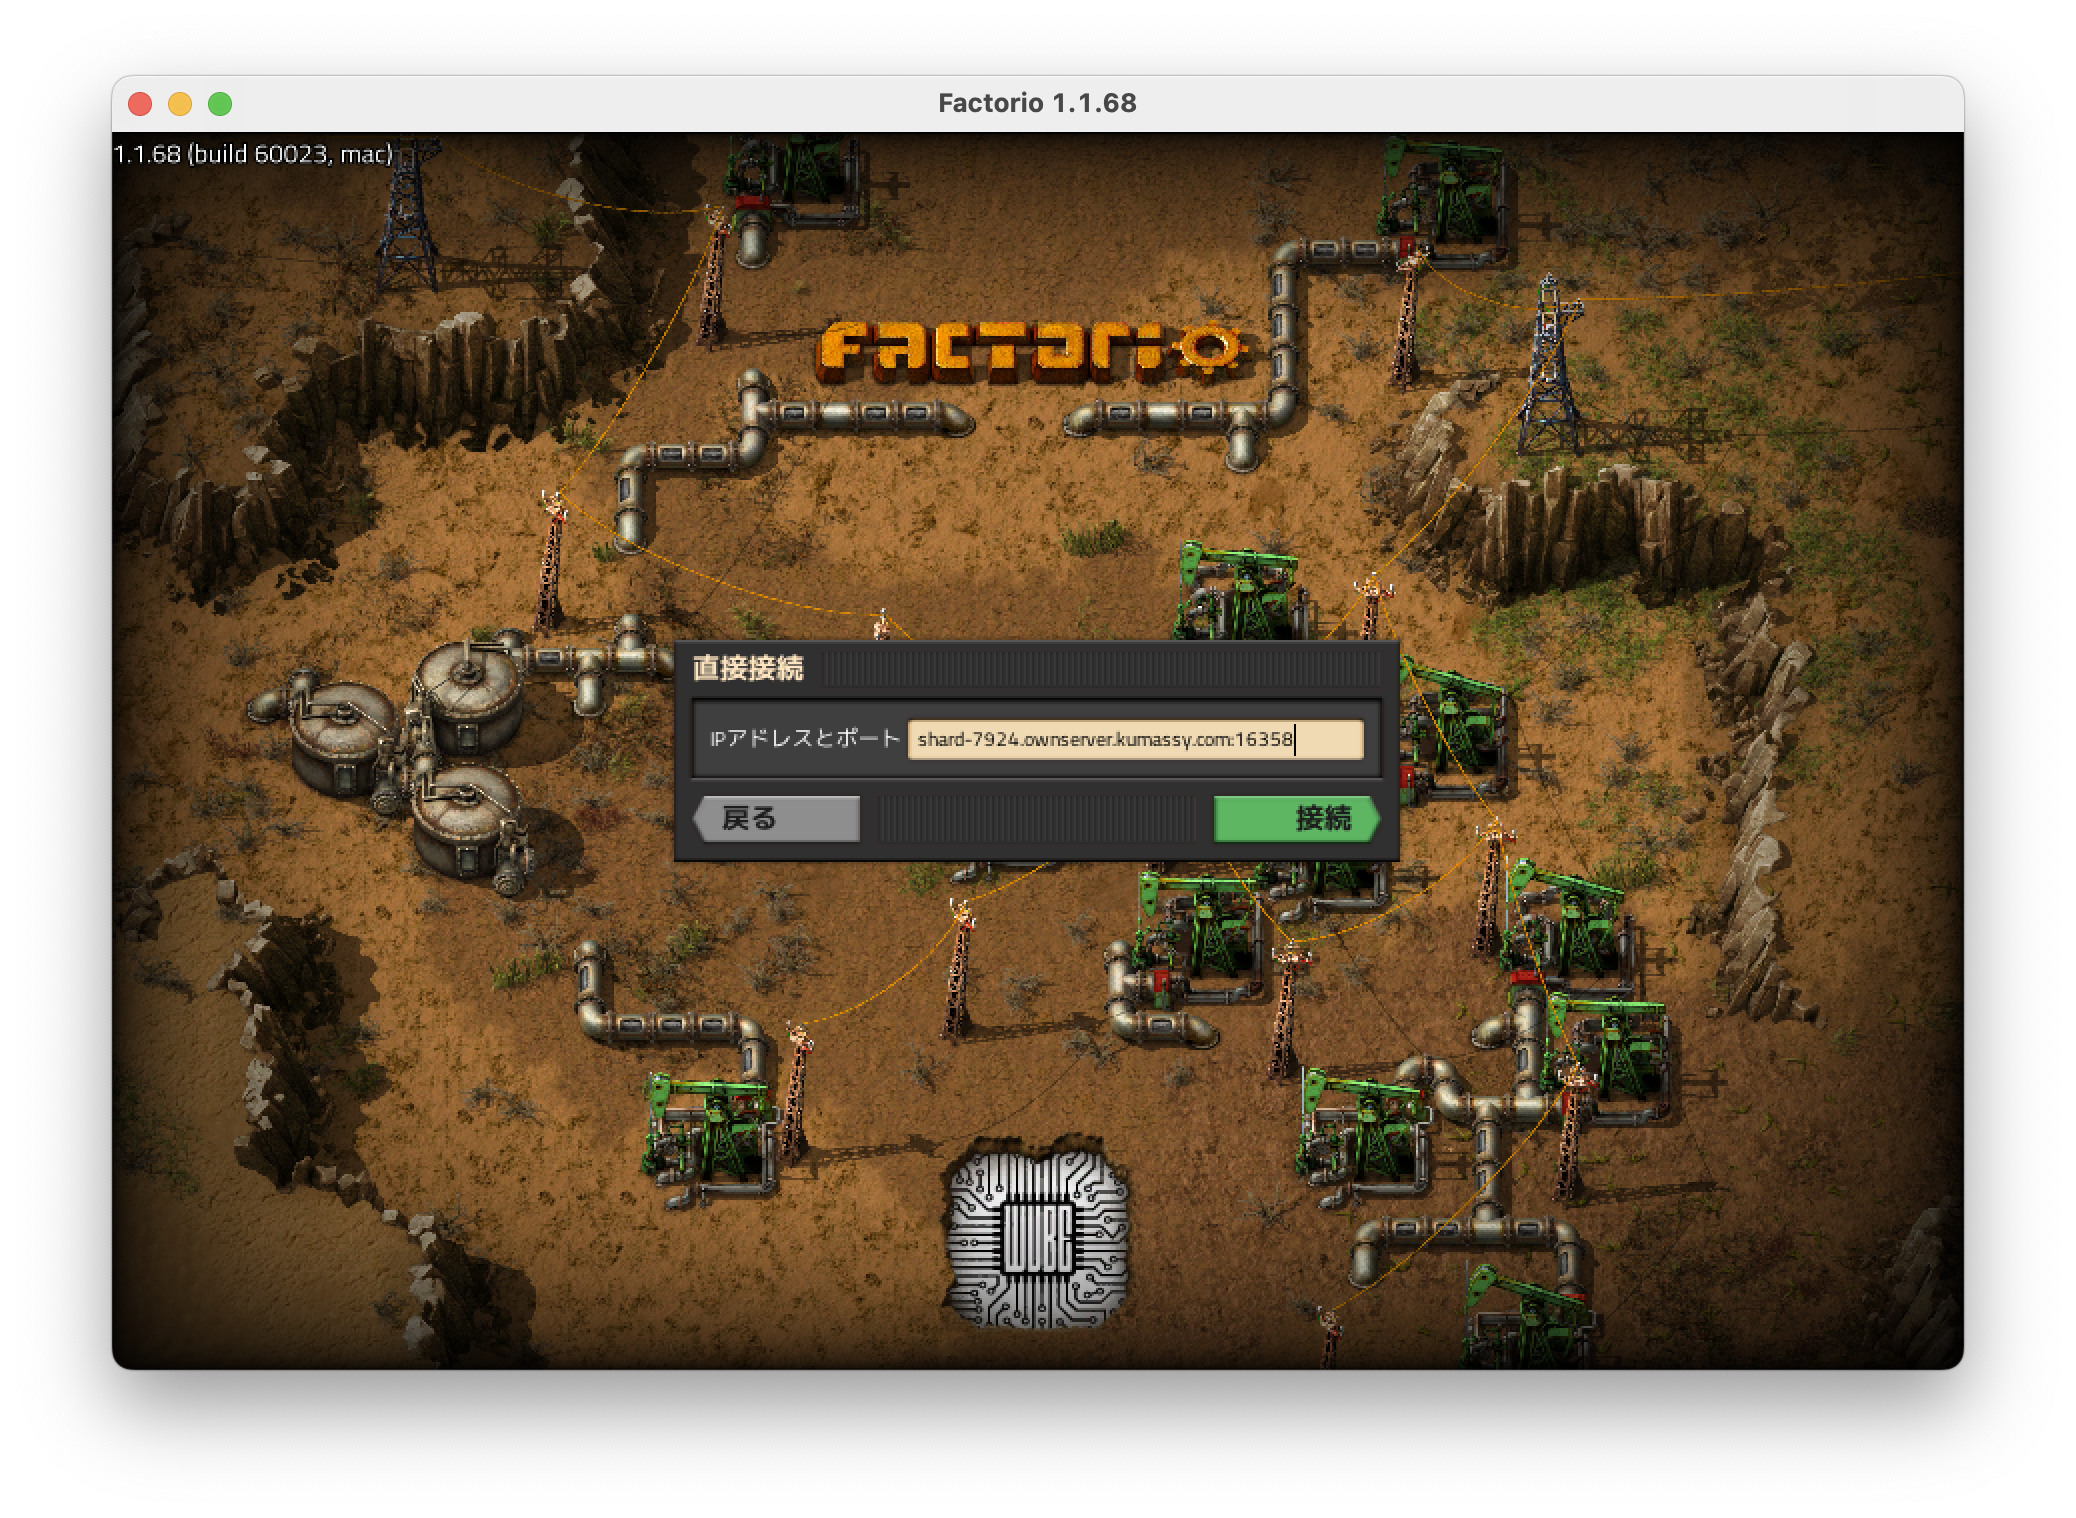 Factorio 1.1.68
1.1.68 (build 60023, mac)
FACTORIO
直接接続
IPアドレスとポート shard-7924.ownserver.kumassy.com:16358
戻る 接続
WUBE